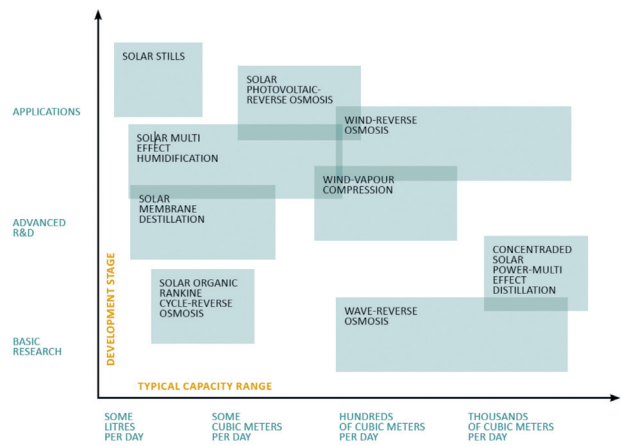 SOLAR STILLS
SOLAR
PHOTOVOLTAIC-
REVERSE OSMOSIS
APPLICATIONS
WIND-REVERSE
OSMOSIS
SOLAR MULTI
EFFECT
HUMIDIFICATION
WIND-VAPOUR
COMPRESSION
SOLAR
MEMBRANE
DESTILLATION
ADVANCED
R&D
CONCENTRADED
SOLAR
POWER-MULTI
EFFECT
DISTILLATION
SOLAR ORGANIC
RANKINE
CYCLE-REVERSE
OSMOSIS
WAVE-REVERSE
OSMOSIS
BASIC
RESEARCH
DEVELOPMENT STAGE
TYPICAL CAPACITY RANGE
SOME
LITRES
PER DAY
SOME
CUBIC METERS
PER DAY
HUNDREDS
OF CUBIC METERS
PER DAY
THOUSANDS
OF CUBIC METERS
PER DAY